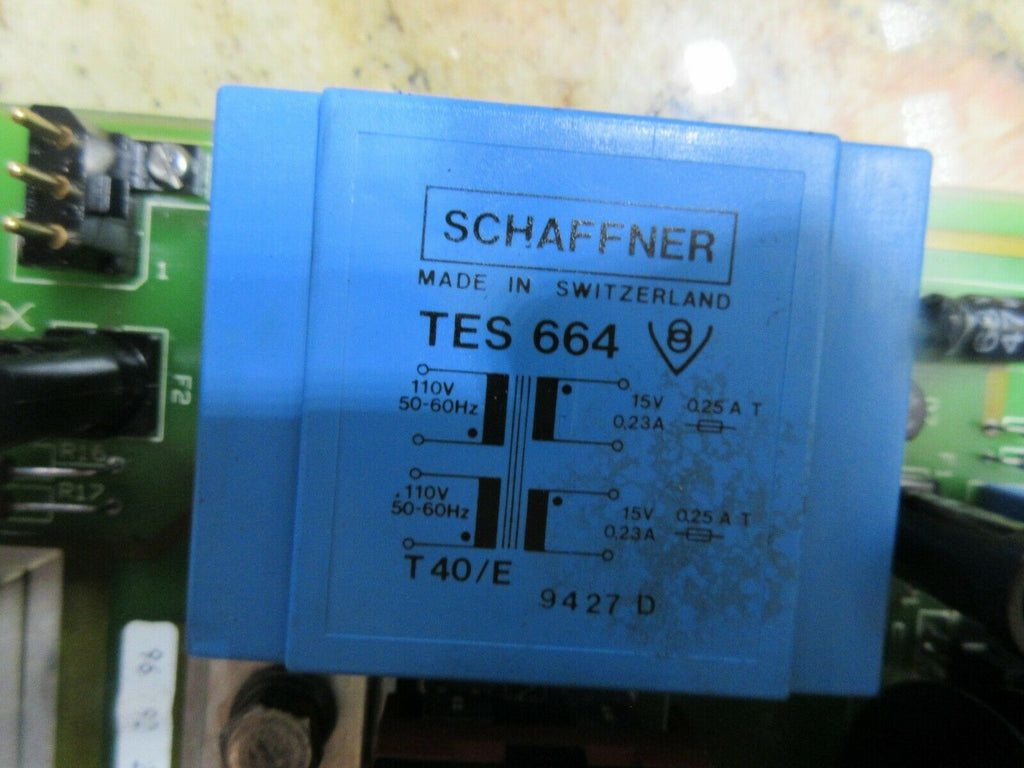 SCHAFFNER
MADE IN SWITZERLAND
TES 664
110V
50-60Hz
15V 0,25 A T
0,23A
110V
50-60Hz
15V 0,25 A T
0,23A
T 40/E
9427 D
1
X
F2
R16
R17